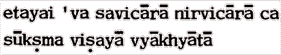 etayai 'va savicārā nirvicārā ca
sūkṣma viṣayā vyākhyātā